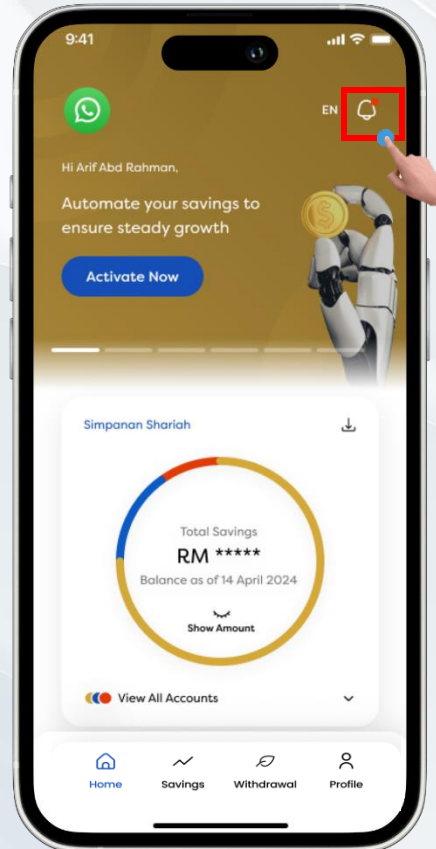 9:41
EN
Hi Arif Abd Rahman,
Automate your savings to
ensure steady growth
Activate Now
Simpanan Shariah
Total Savings
RM *****
Balance as of 14 April 2024
Show Amount
View All Accounts
Home
Savings
Withdrawal
Profile